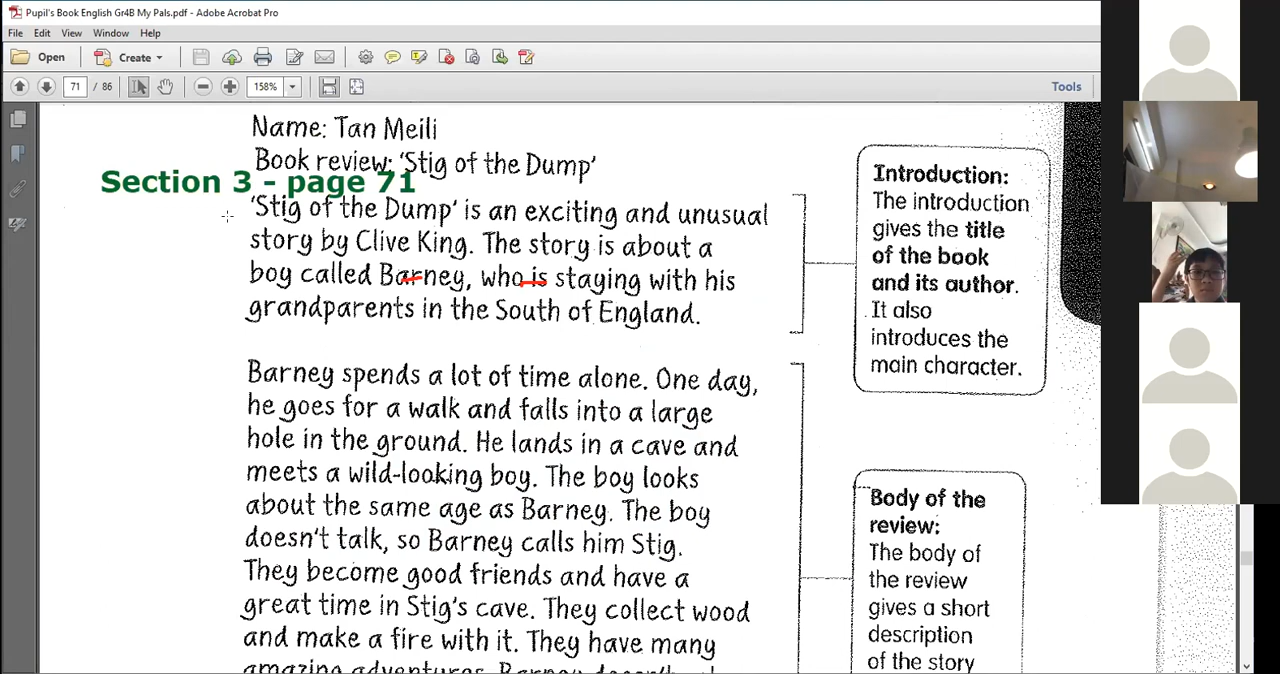 Pupil's Book English Gr4B My Pals.pdf - Adobe Acrobat Pro
File Edit View Window Help
Open Create
71 / 86 158% Tools
Name: Tan Meili
Book review: 'Stig of the Dump'
Section 3 - page 71
'Stig of the Dump' is an exciting and unusual
story by Clive King. The story is about a
boy called Barney, who is staying with his
grandparents in the South of England.
Barney spends a lot of time alone. One day,
he goes for a walk and falls into a large
hole in the ground. He lands in a cave and
meets a wild-looking boy. The boy looks
about the same age as Barney. The boy
doesn't talk, so Barney calls him Stig.
They become good friends and have a
great time in Stig's cave. They collect wood
and make a fire with it. They have many
amazing adventures. Barney doesn't
Introduction:
The introduction
gives the title
of the book
and its author.
It also
introduces the
main character.
Body of the
review:
The body of
the review
gives a short
description
of the story